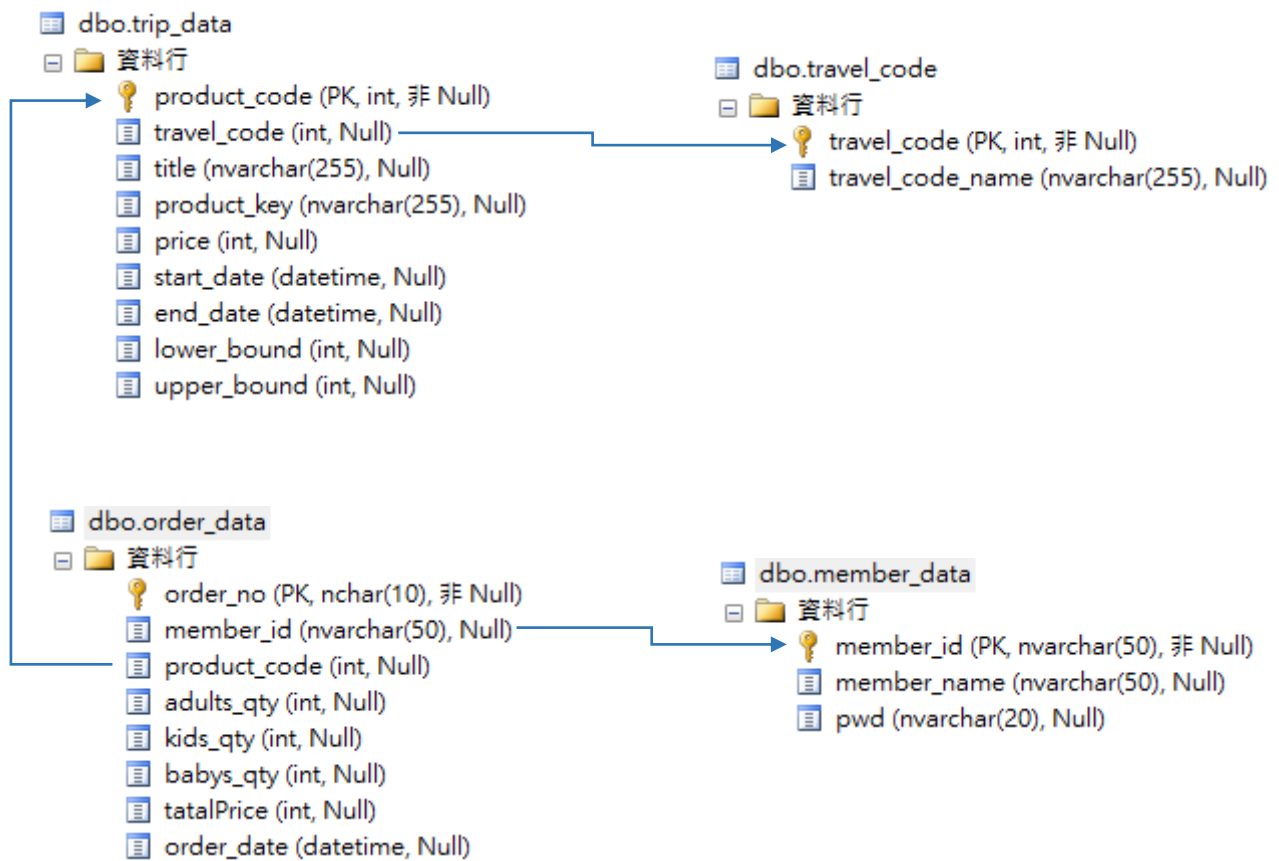 dbo.trip_data
資料行
product_code (PK, int, 非 Null)
travel_code (int, Null)
title (nvarchar(255), Null)
product_key (nvarchar(255), Null)
price (int, Null)
start_date (datetime, Null)
end_date (datetime, Null)
lower_bound (int, Null)
upper_bound (int, Null)
dbo.travel_code
資料行
travel_code (PK, int, 非 Null)
travel_code_name (nvarchar(255), Null)
dbo.order_data
資料行
order_no (PK, nchar(10), 非 Null)
member_id (nvarchar(50), Null)
product_code (int, Null)
adults_qty (int, Null)
kids_qty (int, Null)
babys_qty (int, Null)
tatalPrice (int, Null)
order_date (datetime, Null)
dbo.member_data
資料行
member_id (PK, nvarchar(50), 非 Null)
member_name (nvarchar(50), Null)
pwd (nvarchar(20), Null)